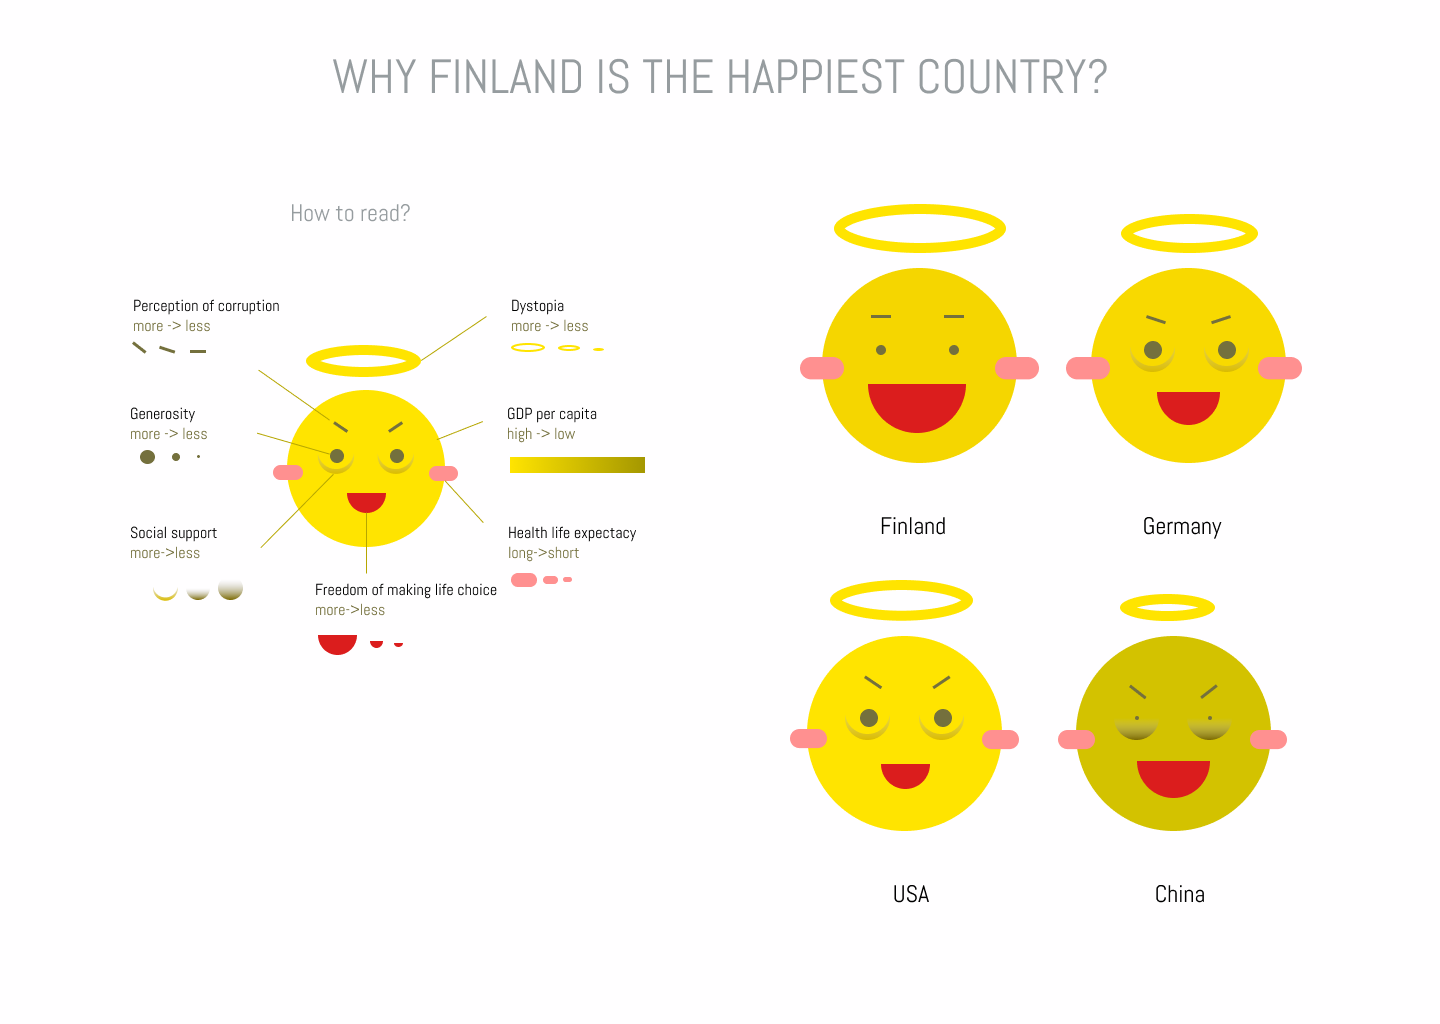 WHY FINLAND IS THE HAPPIEST COUNTRY?
How to read?
Perception of corruption
more -> less
Dystopia
more -> less
Generosity
more -> less
GDP per capita
high -> low
Social support
more->less
Health life expectacy
long->short
Freedom of making life choice
more->less
Finland
Germany
USA
China